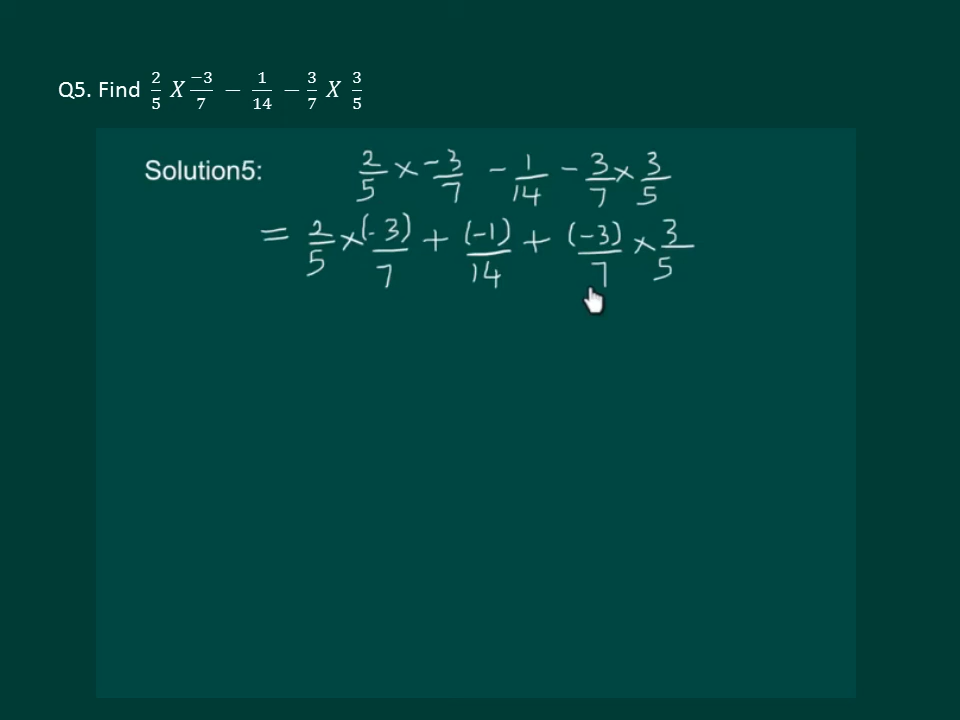 Q5. Find 2/5 X −3/7 − 1/14 − 3/7 X 3/5
Solution5: 2/5 × −3/7 − 1/14 − 3/7 × 3/5
= 2/5 × (-3)/7 + (-1)/14 + (-3)/7 × 3/5